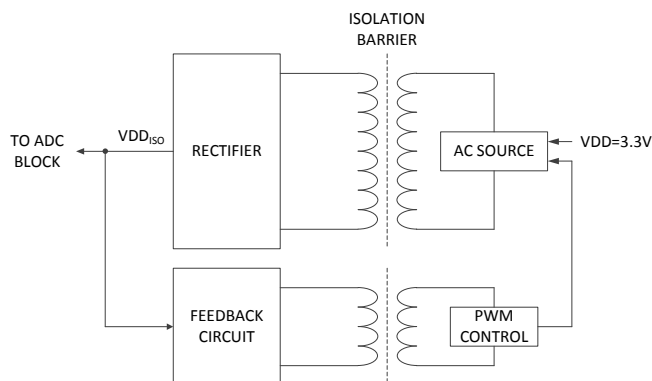 ISOLATION
BARRIER
TO ADC
BLOCK
VDDISO
RECTIFIER
AC SOURCE
VDD=3.3V
FEEDBACK
CIRCUIT
PWM
CONTROL